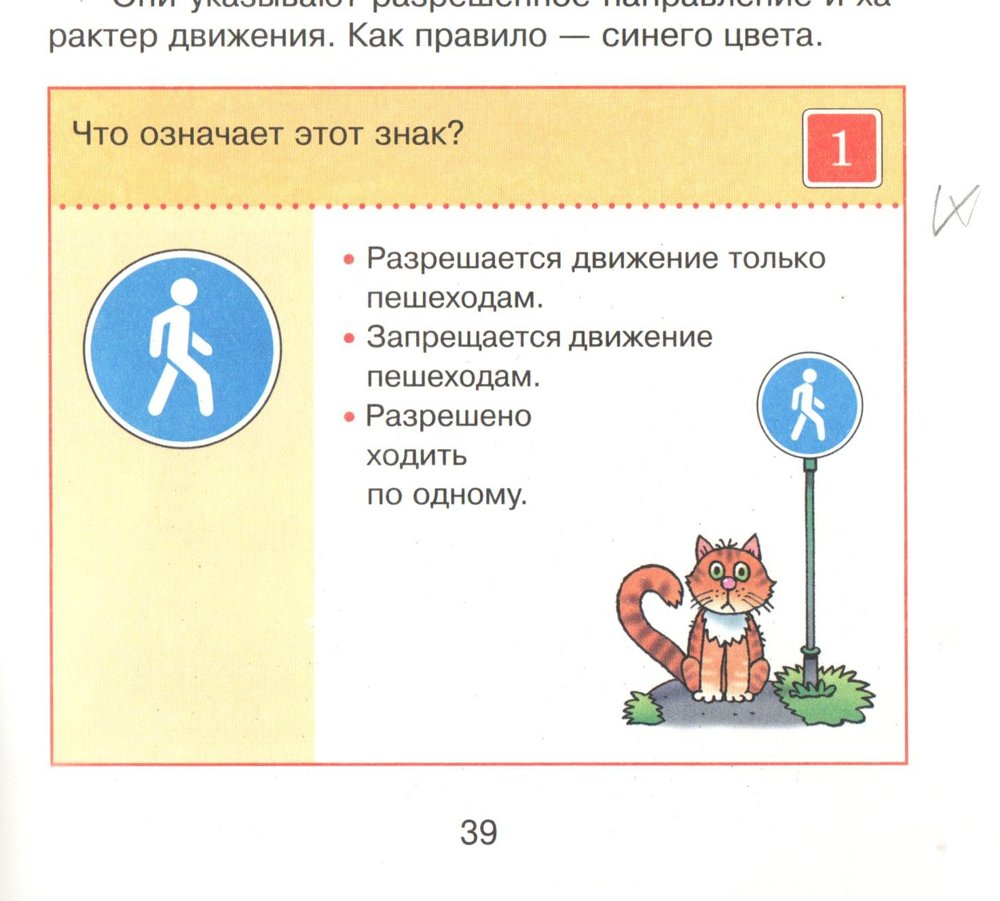 Они указывают разрешённое направление и ха-
рактер движения. Как правило — синего цвета.
Что означает этот знак?
1
• Разрешается движение только
пешеходам.
• Запрещается движение
пешеходам.
• Разрешено
ходить
по одному.
39